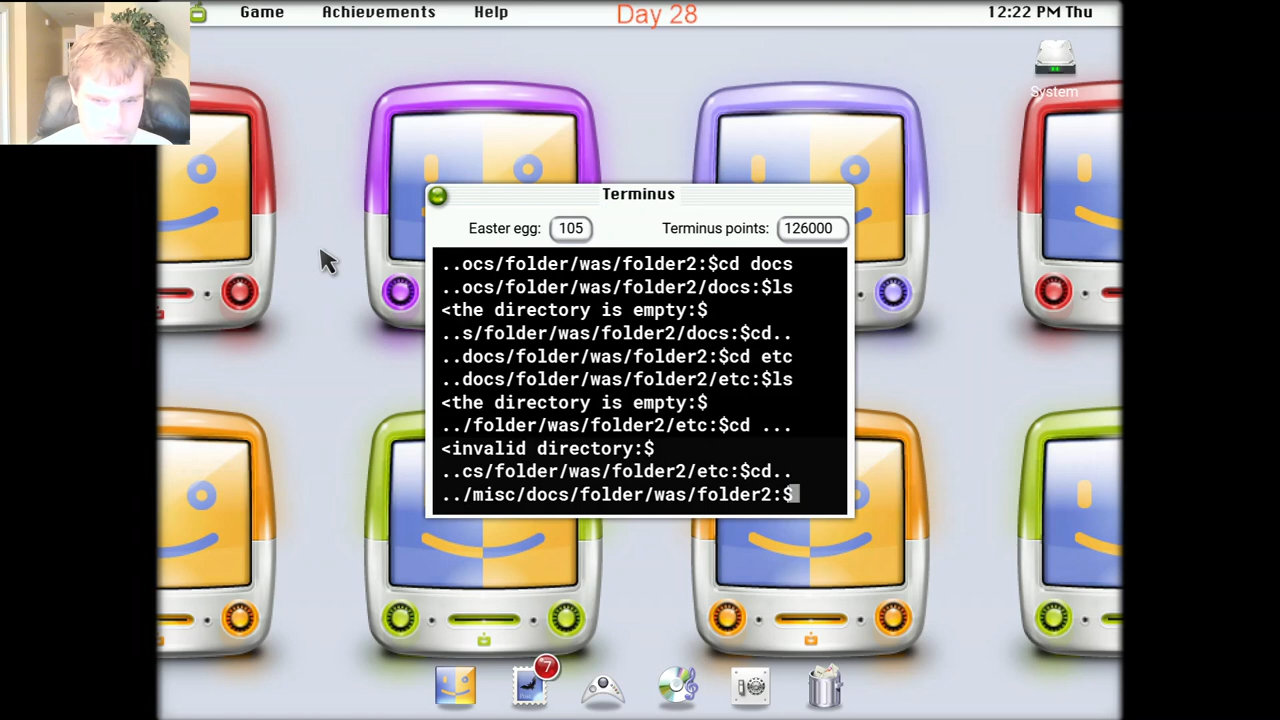 Game Achievements Help Day 28 12:22 PM Thu
System
Terminus
Easter egg: 105 Terminus points: 126000
..ocs/folder/was/folder2:$cd docs
..ocs/folder/was/folder2/docs:$ls
<the directory is empty:$
..s/folder/was/folder2/docs:$cd..
..docs/folder/was/folder2:$cd etc
..docs/folder/was/folder2/etc:$ls
<the directory is empty:$
../folder/was/folder2/etc:$cd ...
<invalid directory:$
..cs/folder/was/folder2/etc:$cd..
../misc/docs/folder/was/folder2:$
7